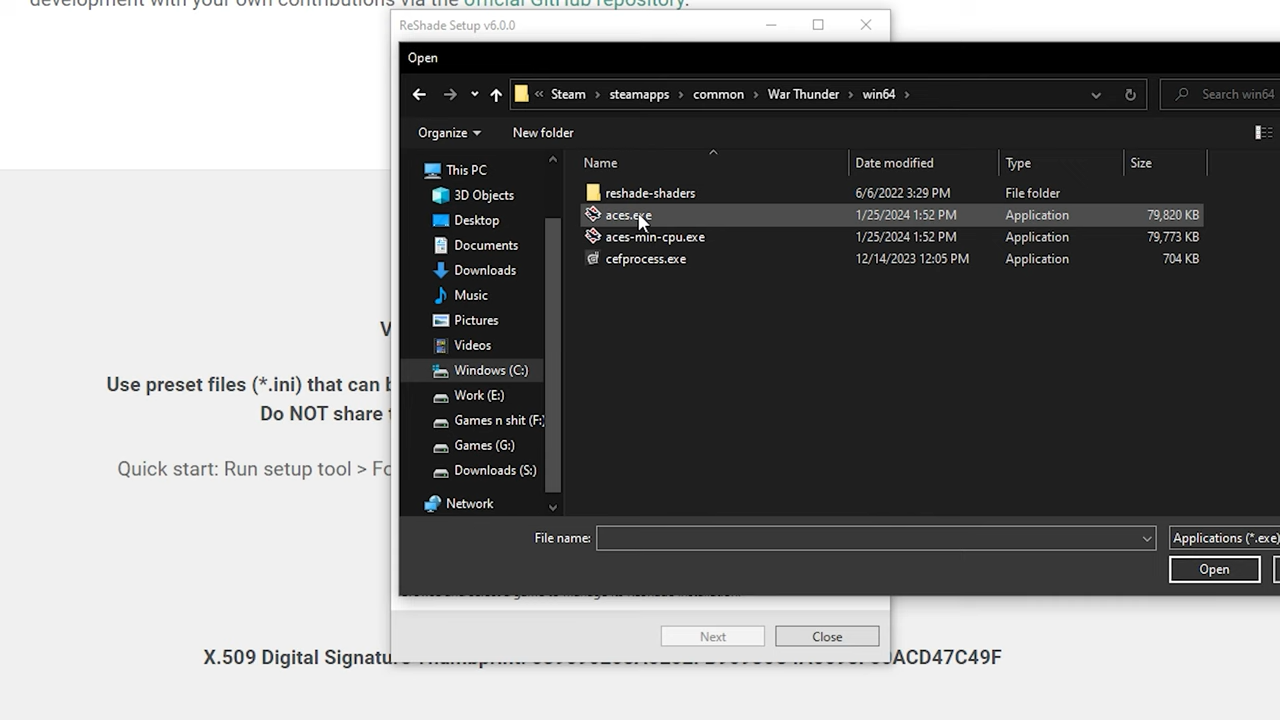 development with your own contributions via the official GitHub repository.
ReShade Setup v6.0.0
Open
« Steam > steamapps > common > War Thunder > win64 >
Search win64
Organize
New folder
Name
Date modified
Type
Size
This PC
3D Objects
Desktop
Documents
Downloads
Music
Pictures
Videos
Windows (C:)
Work (E:)
Games n shit (F:)
Games (G:)
Downloads (S:)
Network
reshade-shaders 6/6/2022 3:29 PM File folder
aces.exe 1/25/2024 1:52 PM Application 79,820 KB
aces-min-cpu.exe 1/25/2024 1:52 PM Application 79,773 KB
cefprocess.exe 12/14/2023 12:05 PM Application 704 KB
File name:
Applications (*.exe)
Open
Use preset files (*.ini) that can
Do NOT share
Quick start: Run setup tool >
Next
Close
X.509 Digital Signature
ACD47C49F